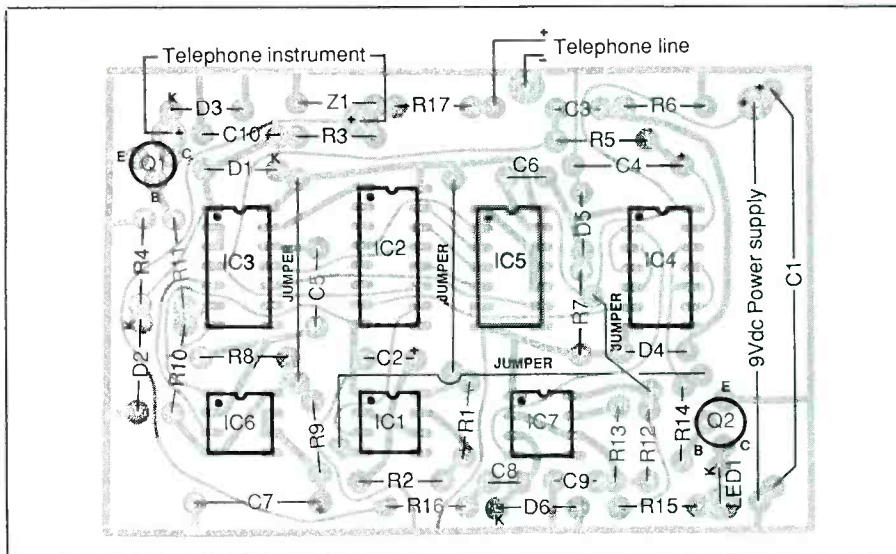 Telephone instrument
+
-
Telephone line
K
D3
Z1
R17
C3
R6
+
+
+
C10
R3
+
R5
E
Q1
C
B
D1
K
C6
C4
+
IC3
IC2
IC5
IC4
JUMPER
JUMPER
JUMPER
R4
R11
C5
D5
R7
9Vdc Power supply
C1
K
D2
R10
R8
C2
+
JUMPER
D4
IC6
R9
IC1
R1
IC7
R13
R12
R14
E
Q2
B
C
K
LED1
C7
R2
R16
C8
K
D6
C9
R15